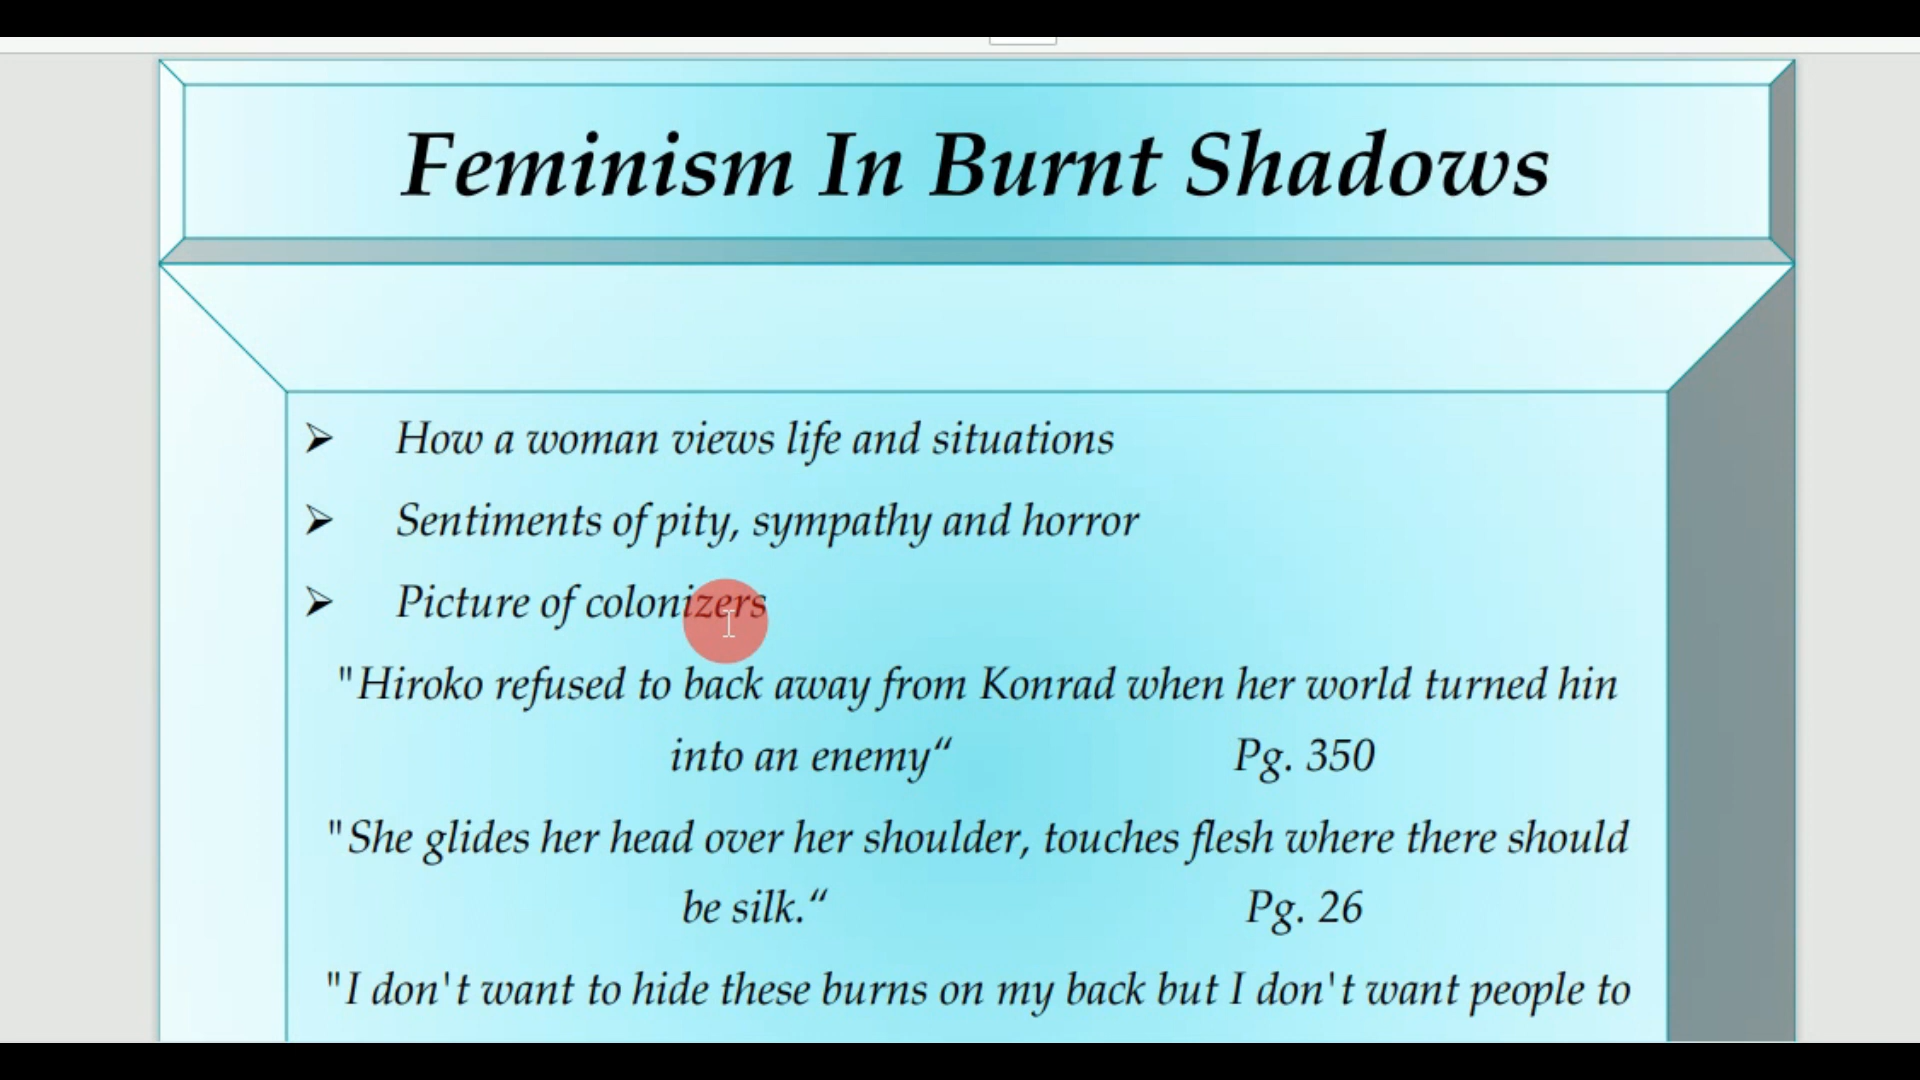 Feminism In Burnt Shadows
➢ How a woman views life and situations
➢ Sentiments of pity, sympathy and horror
➢ Picture of colonizers
"Hiroko refused to back away from Konrad when her world turned hin
into an enemy“ Pg. 350
"She glides her head over her shoulder, touches flesh where there should
be silk.“ Pg. 26
"I don't want to hide these burns on my back but I don't want people to